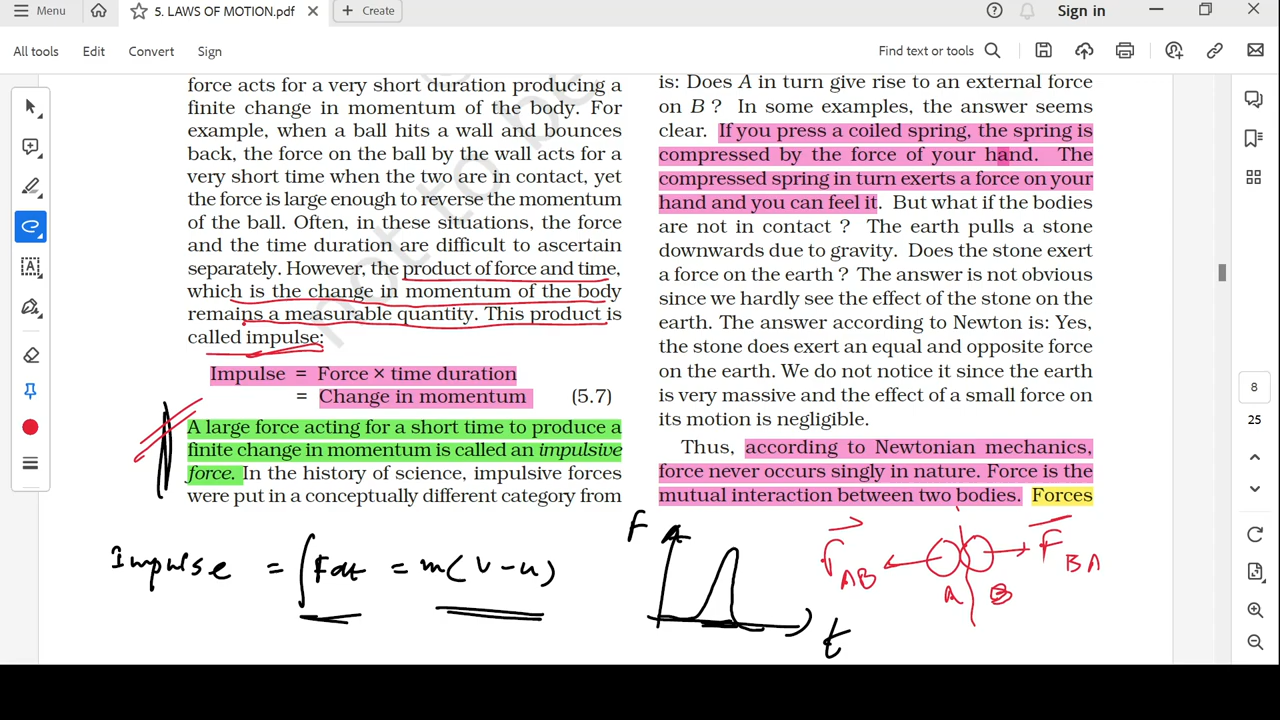 Menu
5. LAWS OF MOTION.pdf
Create
Sign in
All tools
Edit
Convert
Sign
Find text or tools
force acts for a very short duration producing a
finite change in momentum of the body. For
example, when a ball hits a wall and bounces
back, the force on the ball by the wall acts for a
very short time when the two are in contact, yet
the force is large enough to reverse the momentum
of the ball. Often, in these situations, the force
and the time duration are difficult to ascertain
separately. However, the product of force and time,
which is the change in momentum of the body
remains a measurable quantity. This product is
called impulse:
Impulse = Force × time duration
= Change in momentum (5.7)
A large force acting for a short time to produce a
finite change in momentum is called an impulsive
force. In the history of science, impulsive forces
were put in a conceptually different category from
Impulse = ∫Fdt = m(v-u)
F
t
is: Does A in turn give rise to an external force
on B ? In some examples, the answer seems
clear. If you press a coiled spring, the spring is
compressed by the force of your hand. The
compressed spring in turn exerts a force on your
hand and you can feel it. But what if the bodies
are not in contact ? The earth pulls a stone
downwards due to gravity. Does the stone exert
a force on the earth ? The answer is not obvious
since we hardly see the effect of the stone on the
earth. The answer according to Newton is: Yes,
the stone does exert an equal and opposite force
on the earth. We do not notice it since the earth
is very massive and the effect of a small force on
its motion is negligible.
Thus, according to Newtonian mechanics,
force never occurs singly in nature. Force is the
mutual interaction between two bodies. Forces
F AB
A B
F BA
not to be
8
25